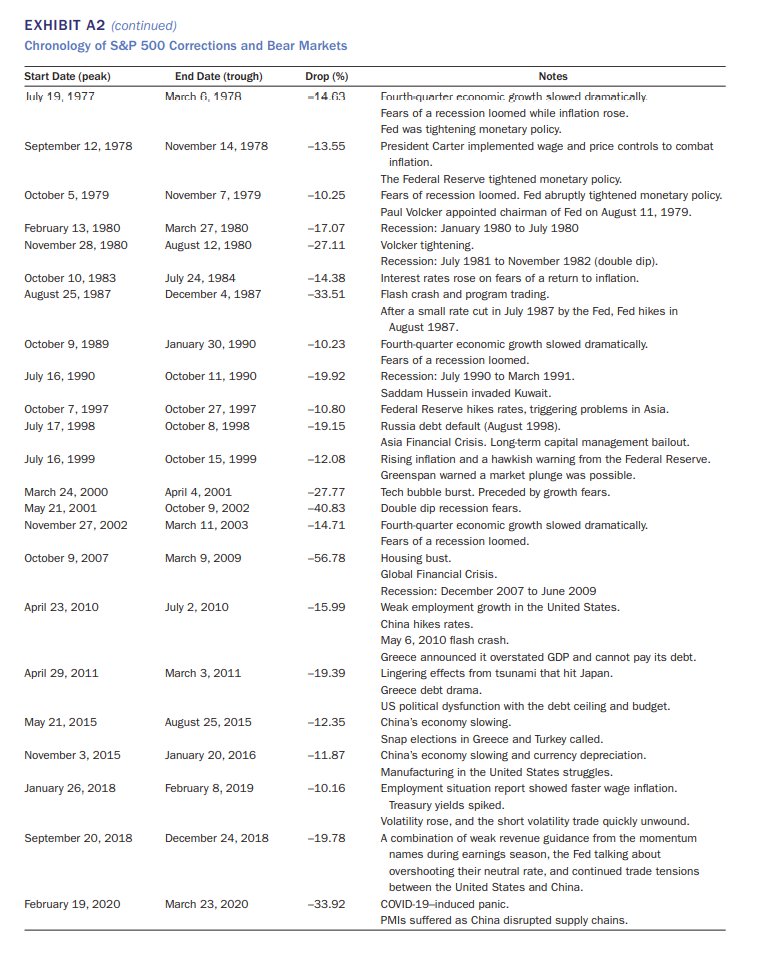 EXHIBIT A2 (continued)
Chronology of S&P 500 Corrections and Bear Markets
Start Date (peak) End Date (trough) Drop (%) Notes
July 19, 1977 March 6, 1978 –14.63 Fourth-quarter economic growth slowed dramatically.
Fears of a recession loomed while inflation rose.
Fed was tightening monetary policy.
September 12, 1978 November 14, 1978 –13.55 President Carter implemented wage and price controls to combat
inflation.
The Federal Reserve tightened monetary policy.
October 5, 1979 November 7, 1979 –10.25 Fears of recession loomed. Fed abruptly tightened monetary policy.
Paul Volcker appointed chairman of Fed on August 11, 1979.
February 13, 1980 March 27, 1980 –17.07 Recession: January 1980 to July 1980
November 28, 1980 August 12, 1980 –27.11 Volcker tightening.
Recession: July 1981 to November 1982 (double dip).
October 10, 1983 July 24, 1984 –14.38 Interest rates rose on fears of a return to inflation.
August 25, 1987 December 4, 1987 –33.51 Flash crash and program trading.
After a small rate cut in July 1987 by the Fed, Fed hikes in
August 1987.
October 9, 1989 January 30, 1990 –10.23 Fourth-quarter economic growth slowed dramatically.
Fears of a recession loomed.
July 16, 1990 October 11, 1990 –19.92 Recession: July 1990 to March 1991.
Saddam Hussein invaded Kuwait.
October 7, 1997 October 27, 1997 –10.80 Federal Reserve hikes rates, triggering problems in Asia.
July 17, 1998 October 8, 1998 –19.15 Russia debt default (August 1998).
Asia Financial Crisis. Long-term capital management bailout.
July 16, 1999 October 15, 1999 –12.08 Rising inflation and a hawkish warning from the Federal Reserve.
Greenspan warned a market plunge was possible.
March 24, 2000 April 4, 2001 –27.77 Tech bubble burst. Preceded by growth fears.
May 21, 2001 October 9, 2002 –40.83 Double dip recession fears.
November 27, 2002 March 11, 2003 –14.71 Fourth-quarter economic growth slowed dramatically.
Fears of a recession loomed.
October 9, 2007 March 9, 2009 –56.78 Housing bust.
Global Financial Crisis.
Recession: December 2007 to June 2009
April 23, 2010 July 2, 2010 –15.99 Weak employment growth in the United States.
China hikes rates.
May 6, 2010 flash crash.
Greece announced it overstated GDP and cannot pay its debt.
April 29, 2011 March 3, 2011 –19.39 Lingering effects from tsunami that hit Japan.
Greece debt drama.
US political dysfunction with the debt ceiling and budget.
May 21, 2015 August 25, 2015 –12.35 China's economy slowing.
Snap elections in Greece and Turkey called.
November 3, 2015 January 20, 2016 –11.87 China's economy slowing and currency depreciation.
Manufacturing in the United States struggles.
January 26, 2018 February 8, 2019 –10.16 Employment situation report showed faster wage inflation.
Treasury yields spiked.
Volatility rose, and the short volatility trade quickly unwound.
September 20, 2018 December 24, 2018 –19.78 A combination of weak revenue guidance from the momentum
names during earnings season, the Fed talking about
overshooting their neutral rate, and continued trade tensions
between the United States and China.
February 19, 2020 March 23, 2020 –33.92 COVID-19–induced panic.
PMIs suffered as China disrupted supply chains.